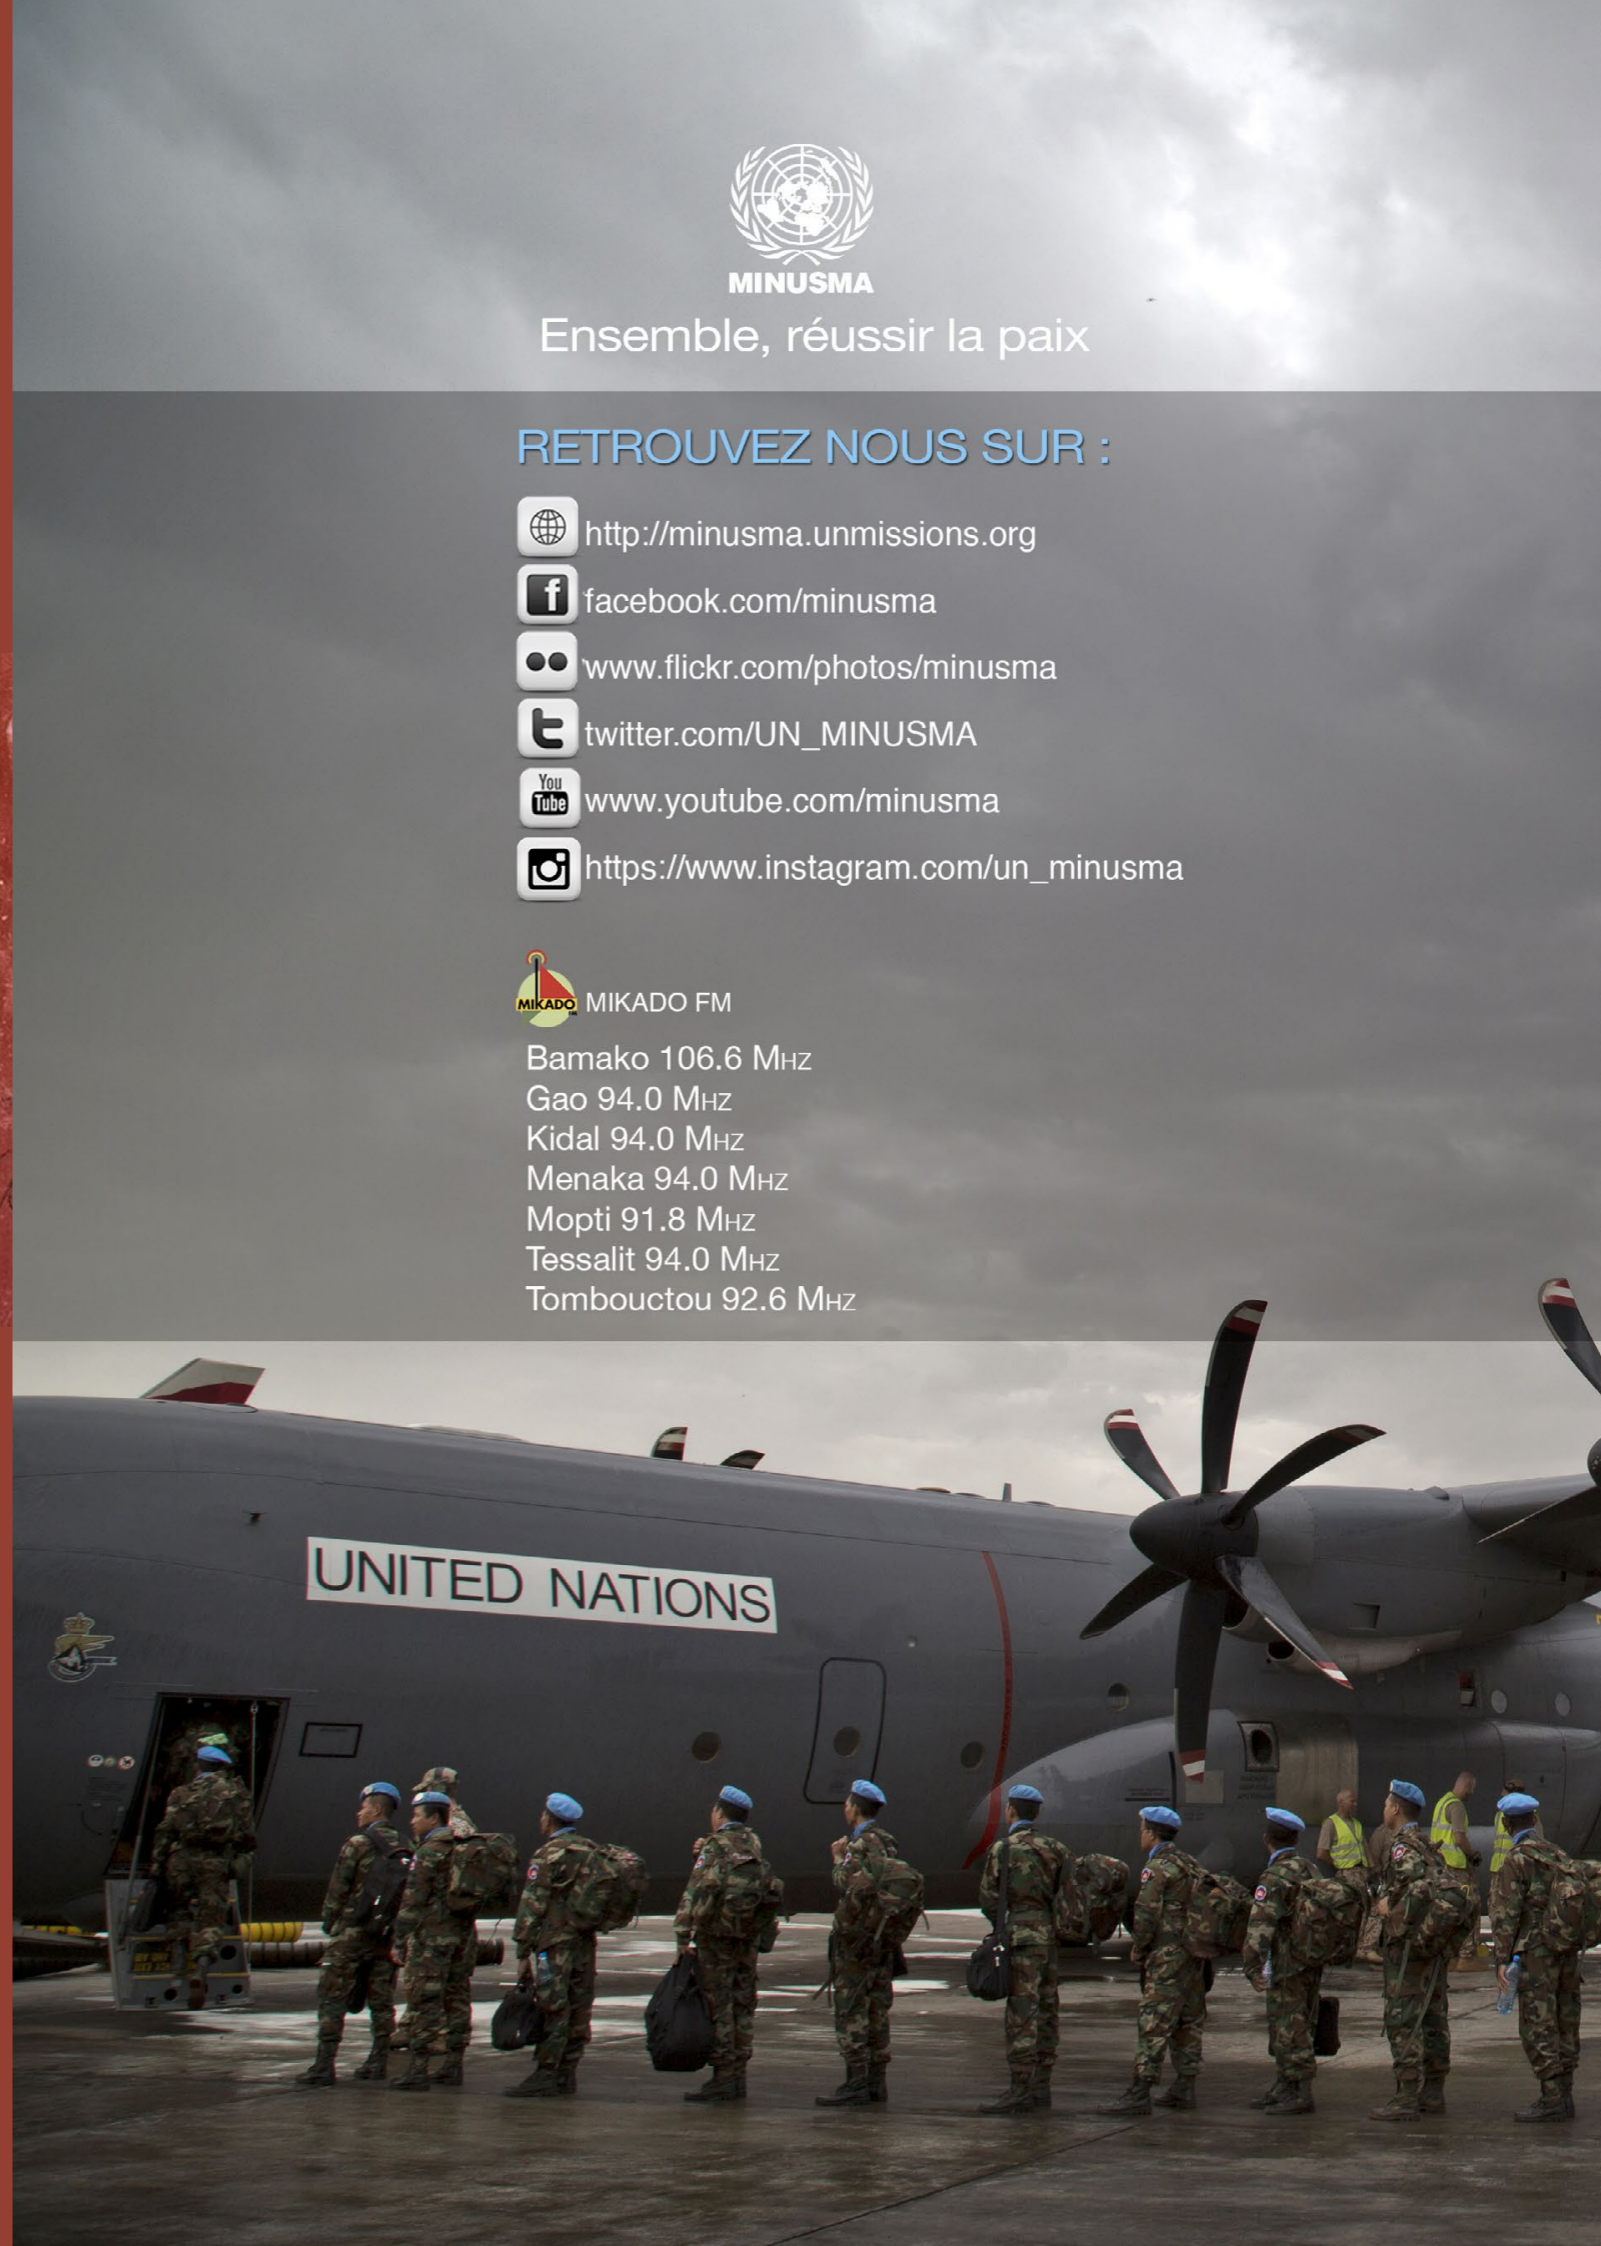 MINUSMA
Ensemble, réussir la paix
RETROUVEZ NOUS SUR :
http://minusma.unmissions.org
facebook.com/minusma
www.flickr.com/photos/minusma
twitter.com/UN_MINUSMA
You
Tube
www.youtube.com/minusma
https://www.instagram.com/un_minusma
MIKADO
MIKADO FM
Bamako 106.6 MHZ
Gao 94.0 MHZ
Kidal 94.0 MHZ
Menaka 94.0 MHZ
Mopti 91.8 MHZ
Tessalit 94.0 MHZ
Tombouctou 92.6 MHZ
UNITED NATIONS